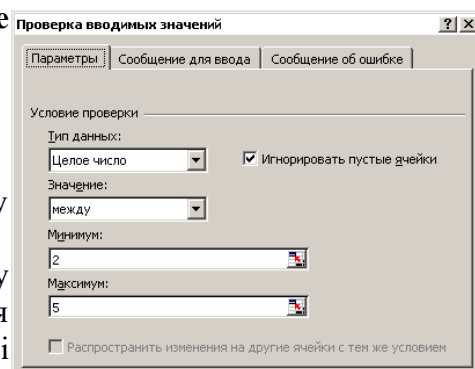 е
Проверка вводимых значений
Параметры Сообщение для ввода Сообщение об ошибке
Условие проверки
Тип данных:
Целое число
Игнорировать пустые ячейки
Значение:
между
у
Минимум:
2
у
Максимум:
5
я
і
Распространить изменения на другие ячейки с тем же условием